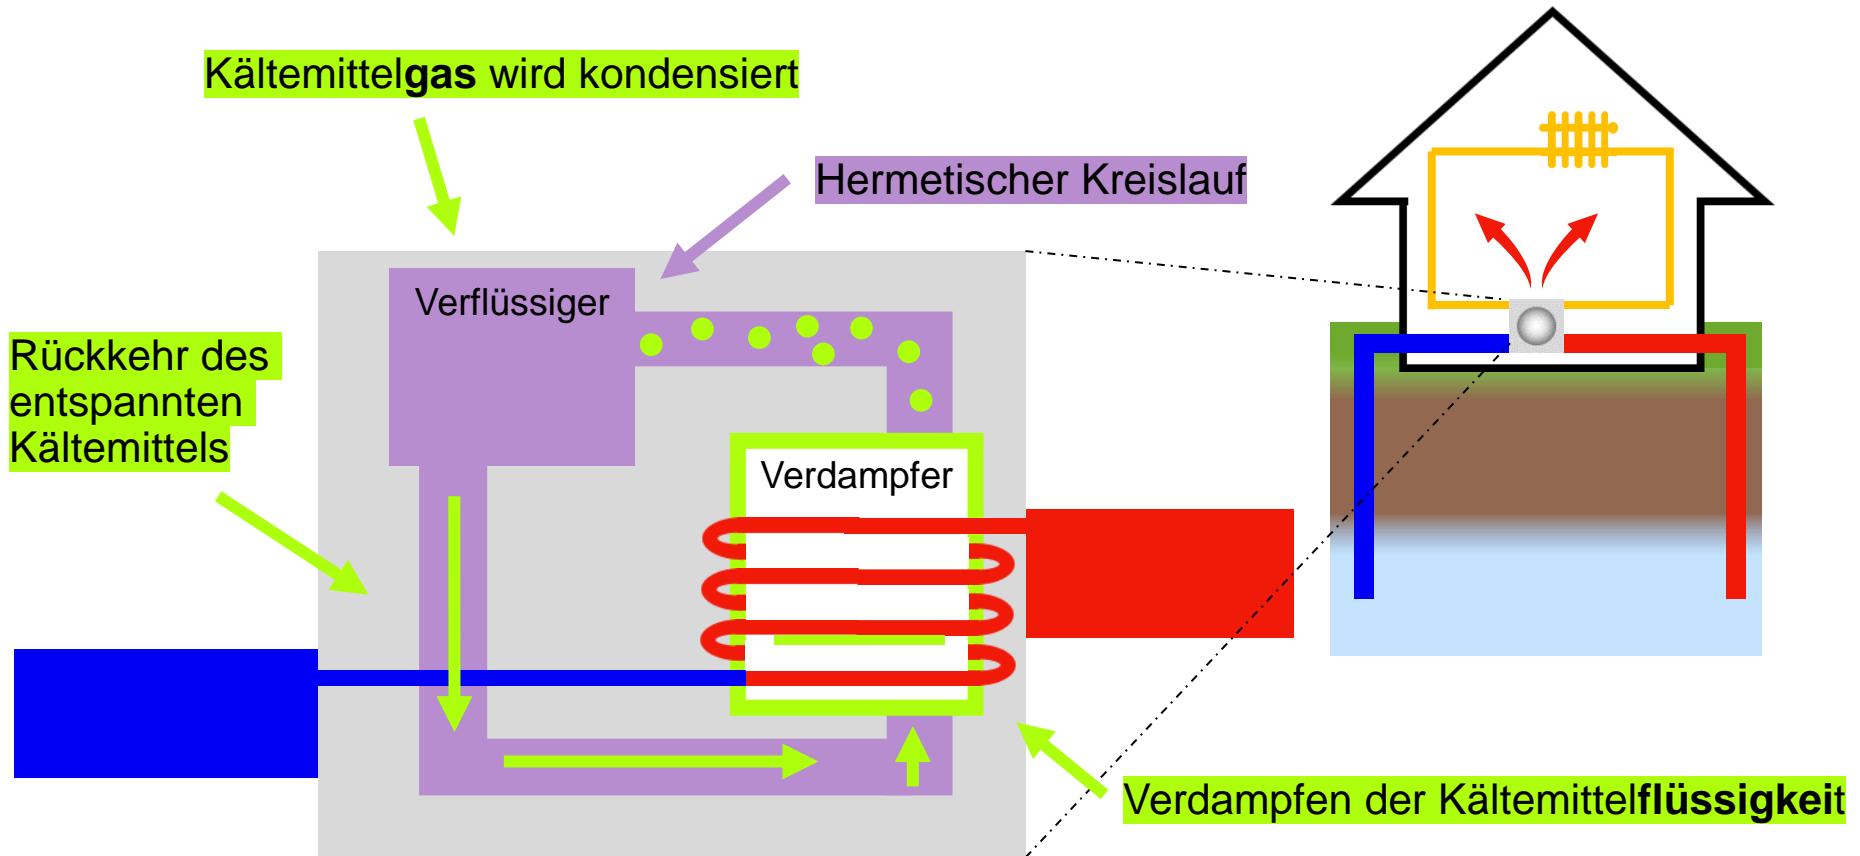 Kältemittelgas wird kondensiert
Hermetischer Kreislauf
Verflüssiger
Rückkehr des
entspannten
Kältemittels
Verdampfer
Verdampfen der Kältemittelflüssigkeit